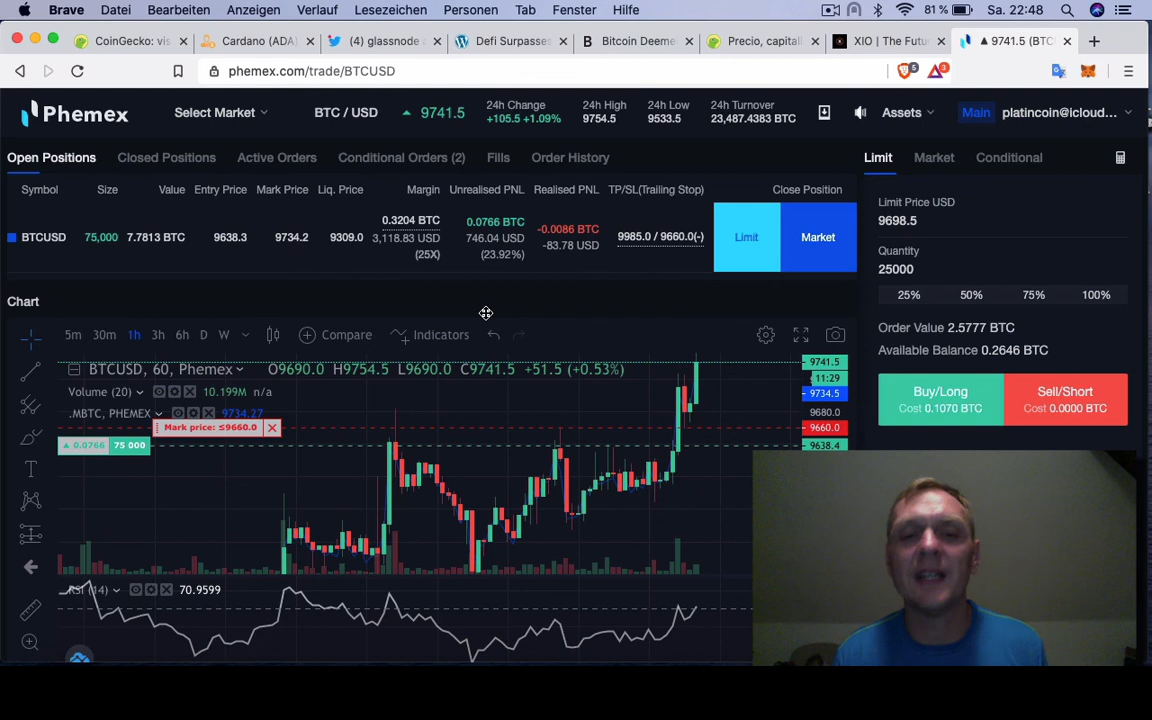 Brave Datei Bearbeiten Anzeigen Verlauf Lesezeichen Personen Tab Fenster Hilfe 81 % Sa. 22:48
CoinGecko: vis Cardano (ADA) (4) glassnode a Defi Surpasses Bitcoin Deeme Precio, capitali XIO | The Futur ▲ 9741.5 (BTC
phemex.com/trade/BTCUSD 5 3
Phemex Select Market BTC / USD 9741.5
24h Change 24h High 24h Low 24h Turnover
+105.5 +1.09% 9754.5 9533.5 23,487.4383 BTC
Assets Main platincoin@icloud...
Open Positions Closed Positions Active Orders Conditional Orders (2) Fills Order History
Symbol Size Value Entry Price Mark Price Liq. Price Margin Unrealised PNL Realised PNL TP/SL(Trailing Stop) Close Position
BTCUSD 75,000 7.7813 BTC 9638.3 9734.2 9309.0 0.3204 BTC 0.0766 BTC -0.0086 BTC 9985.0 / 9660.0(-) Limit Market
3,118.83 USD 746.04 USD -83.78 USD
(25X) (23.92%)
Limit Market Conditional
Limit Price USD
9698.5
Quantity
25000
25% 50% 75% 100%
Order Value 2.5777 BTC
Available Balance 0.2646 BTC
Buy/Long Sell/Short
Cost 0.1070 BTC Cost 0.0000 BTC
Chart
5m 30m 1h 3h 6h D W Compare Indicators
BTCUSD, 60, Phemex O9690.0 H9754.5 L9690.0 C9741.5 +51.5 (+0.53%)
Volume (20) 10.199M n/a
.MBTC, PHEMEX 9734.27
Mark price: ≤9660.0
▲ 0.0766 75 000
9741.5
11:29
9734.5
9680.0
9660.0
9638.4
RSI (14) 70.9599